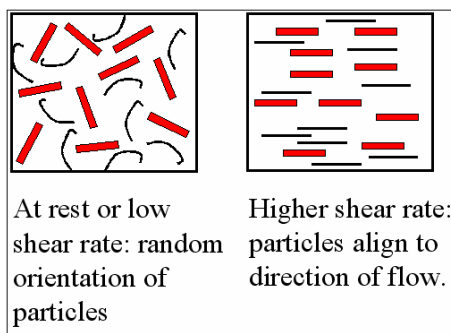 At rest or low
shear rate: random
orientation of
particles
Higher shear rate:
particles align to
direction of flow.